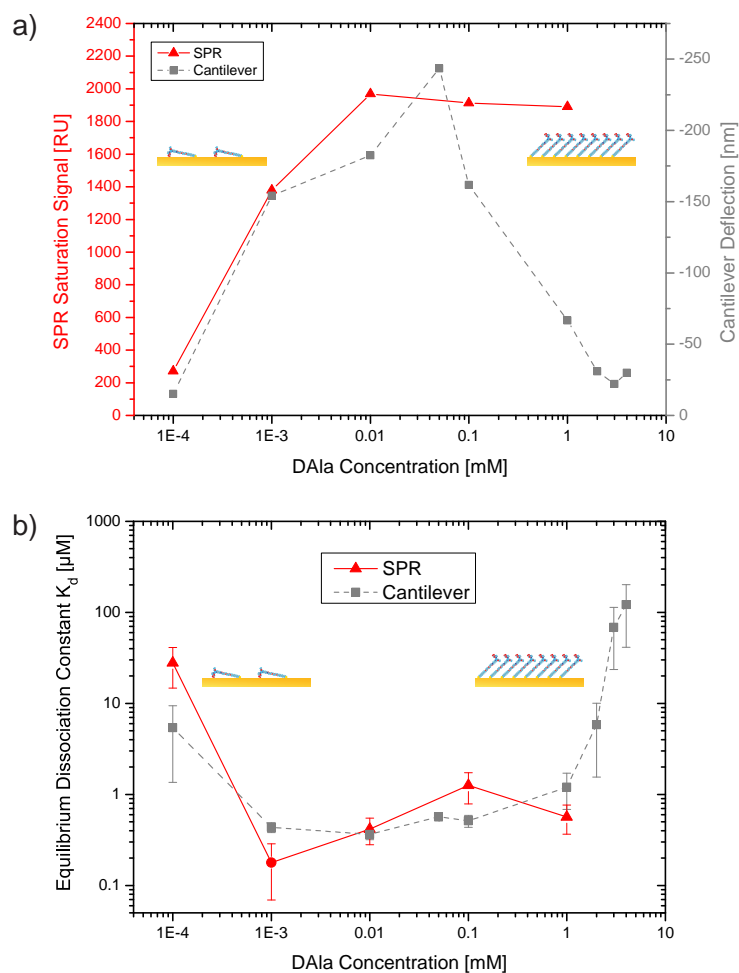 a)
SPR Saturation Signal [RU]
2400
2200
2000
1800
1600
1400
1200
1000
800
600
400
200
0
SPR
Cantilever
-250
-200
-150
-100
-50
0
Cantilever Deflection [nm]
1E-4 1E-3 0.01 0.1 1 10
DAla Concentration [mM]
b)
Equilibrium Dissociation Constant K_d [µM]
1000
100
10
1
0.1
SPR
Cantilever
1E-4 1E-3 0.01 0.1 1 10
DAla Concentration [mM]